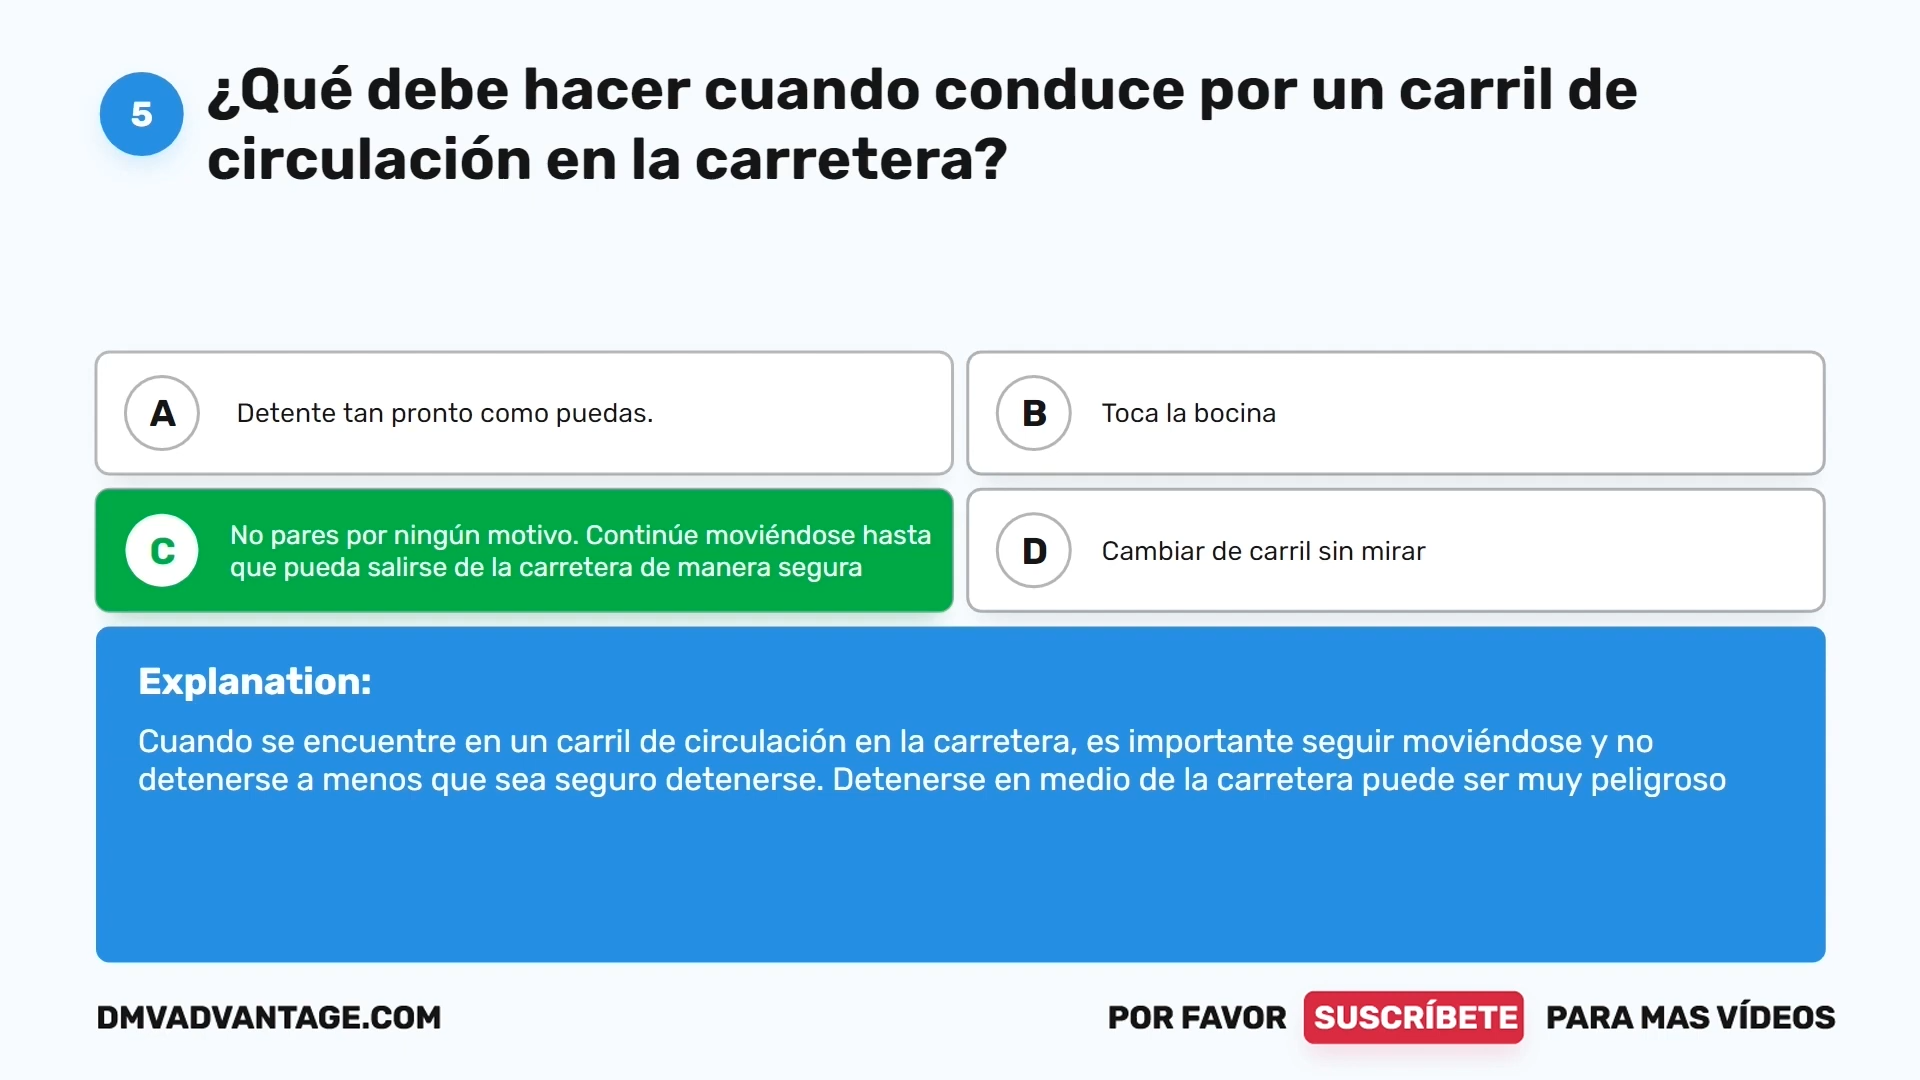 5
¿Qué debe hacer cuando conduce por un carril de
circulación en la carretera?
A
Detente tan pronto como puedas.
B
Toca la bocina
C
No pares por ningún motivo. Continúe moviéndose hasta
que pueda salirse de la carretera de manera segura
D
Cambiar de carril sin mirar
Explanation:
Cuando se encuentre en un carril de circulación en la carretera, es importante seguir moviéndose y no
detenerse a menos que sea seguro detenerse. Detenerse en medio de la carretera puede ser muy peligroso
DMVADVANTAGE.COM
POR FAVOR SUSCRÍBETE PARA MAS VÍDEOS